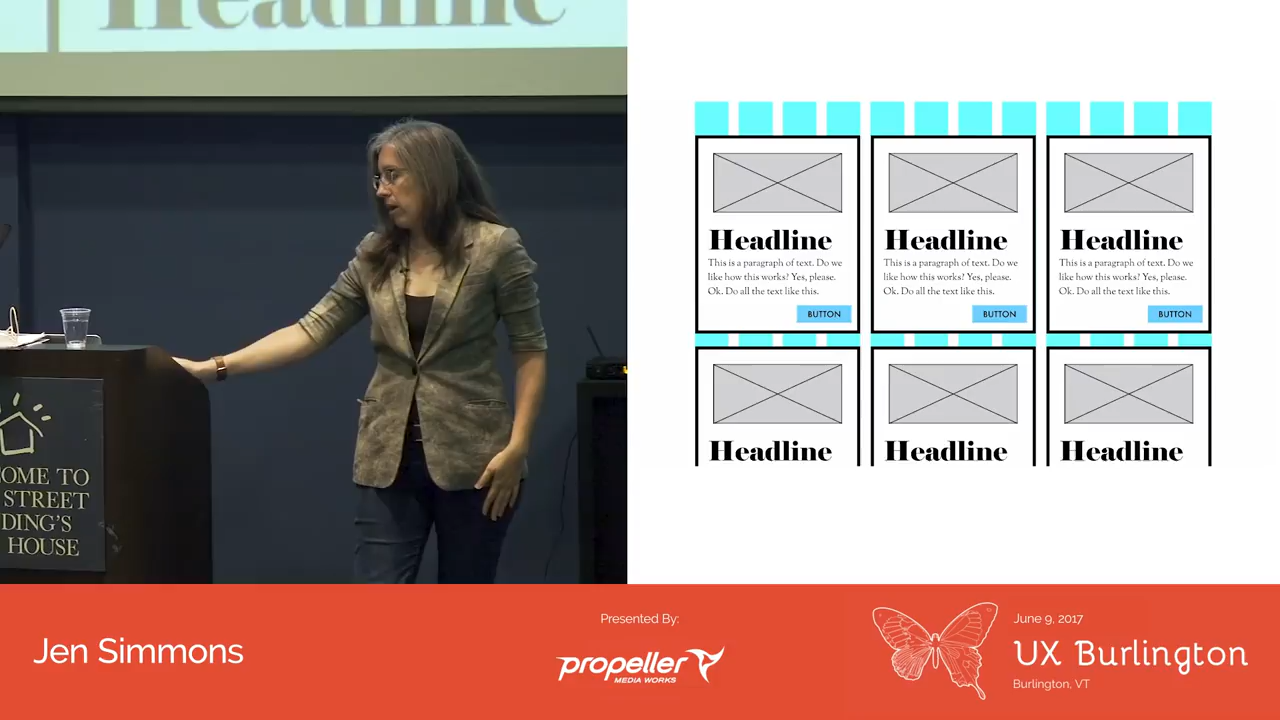 Headline
OME TO
STREET
DING'S
HOUSE
Headline
This is a paragraph of text. Do we
like how this works? Yes, please.
Ok. Do all the text like this.
BUTTON
Headline
This is a paragraph of text. Do we
like how this works? Yes, please.
Ok. Do all the text like this.
BUTTON
Headline
This is a paragraph of text. Do we
like how this works? Yes, please.
Ok. Do all the text like this.
BUTTON
Headline
Headline
Headline
Jen Simmons
Presented By:
propeller
MEDIA WORKS
June 9, 2017
UX Burlington
Burlington, VT